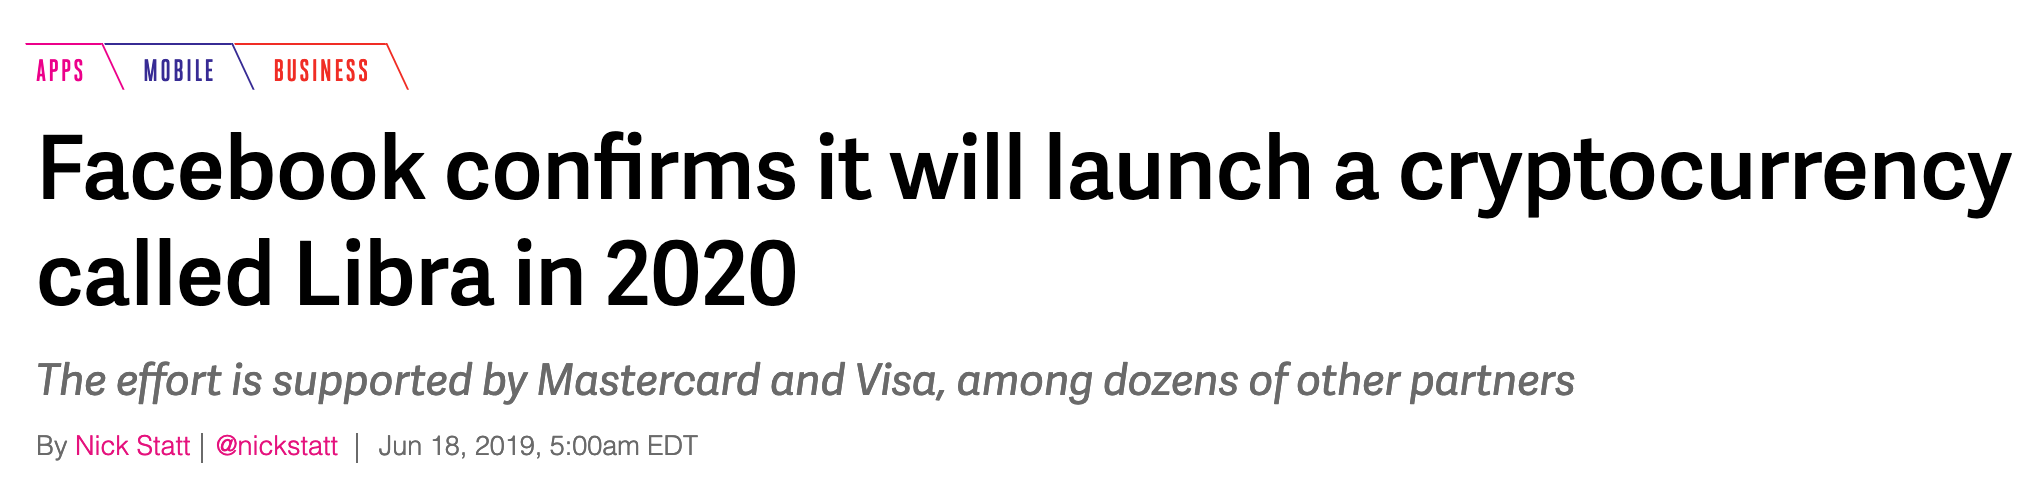 APPS MOBILE BUSINESS
Facebook confirms it will launch a cryptocurrency
called Libra in 2020
The effort is supported by Mastercard and Visa, among dozens of other partners
By Nick Statt | @nickstatt | Jun 18, 2019, 5:00am EDT